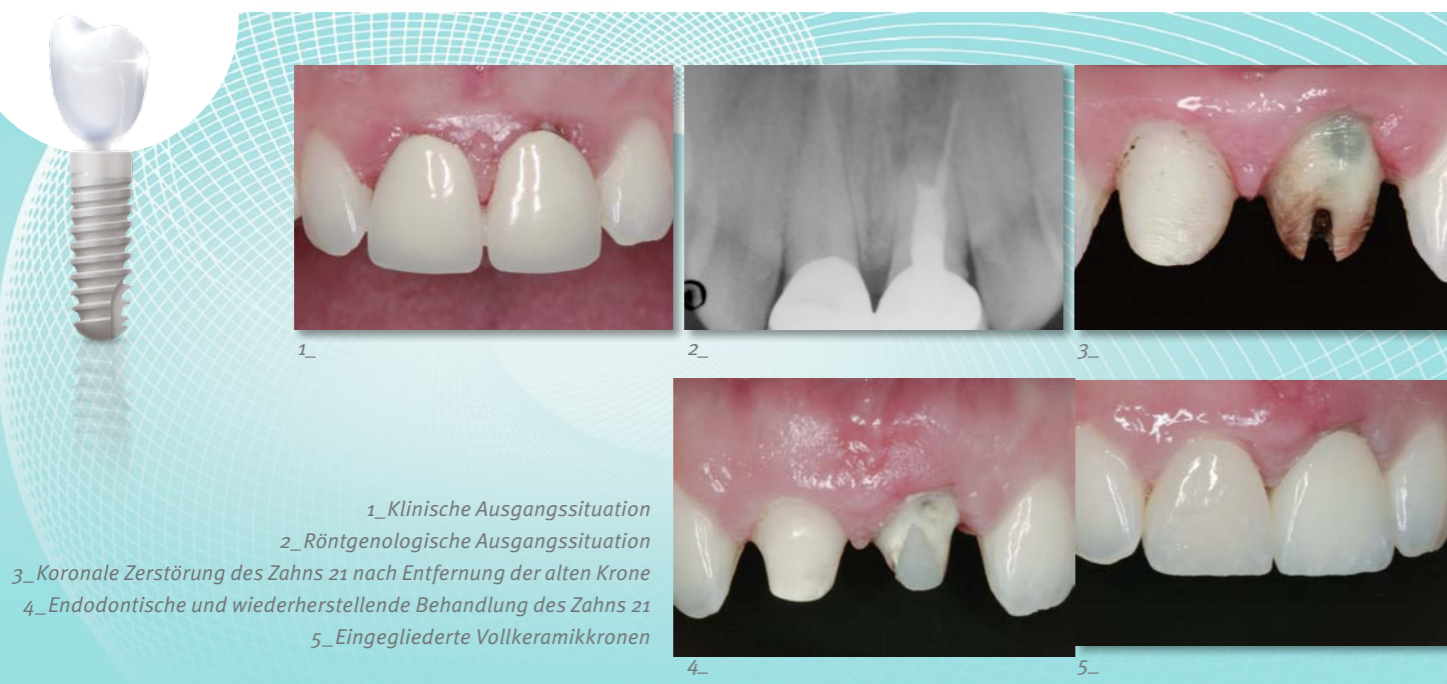 1_
2_
3_
1_Klinische Ausgangssituation
2_Röntgenologische Ausgangssituation
3_Koronale Zerstörung des Zahns 21 nach Entfernung der alten Krone
4_Endodontische und wiederherstellende Behandlung des Zahns 21
5_Eingegliederte Vollkeramikkronen
4_
5_